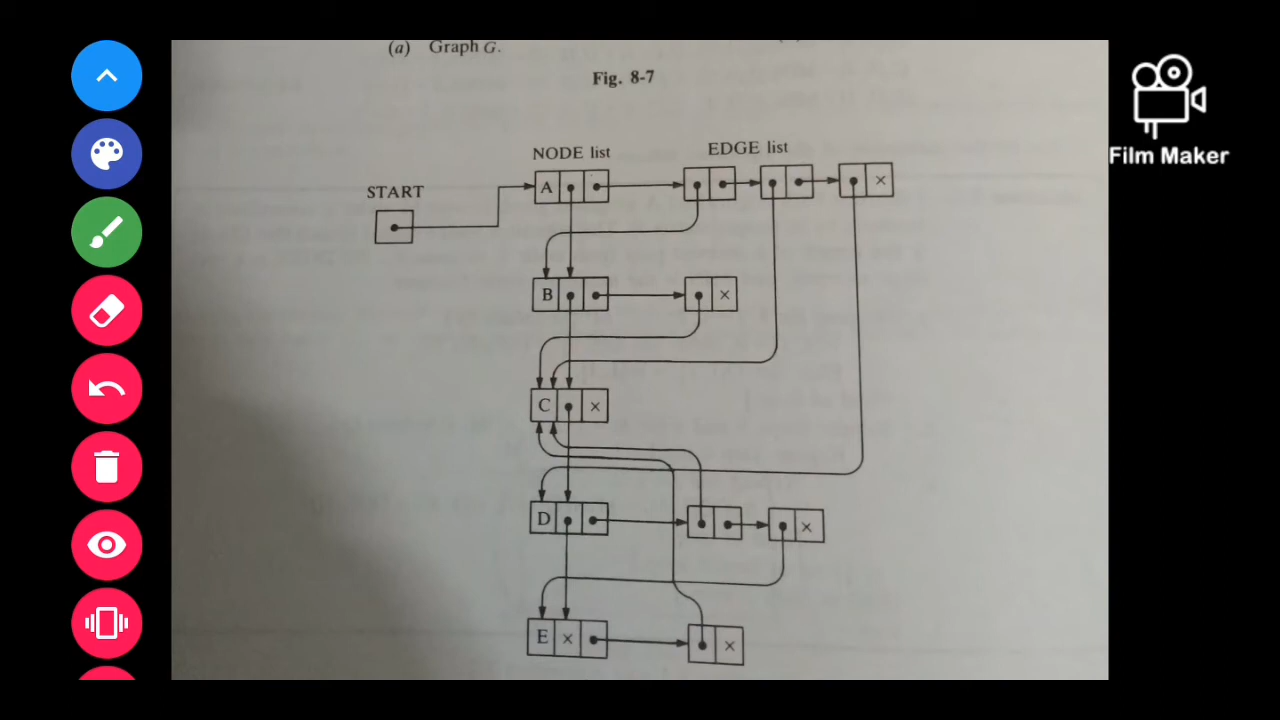 (a) Graph G.
Fig. 8-7
NODE list
EDGE list
START
A
×
B
×
C
×
D
×
E
×
×
Film Maker